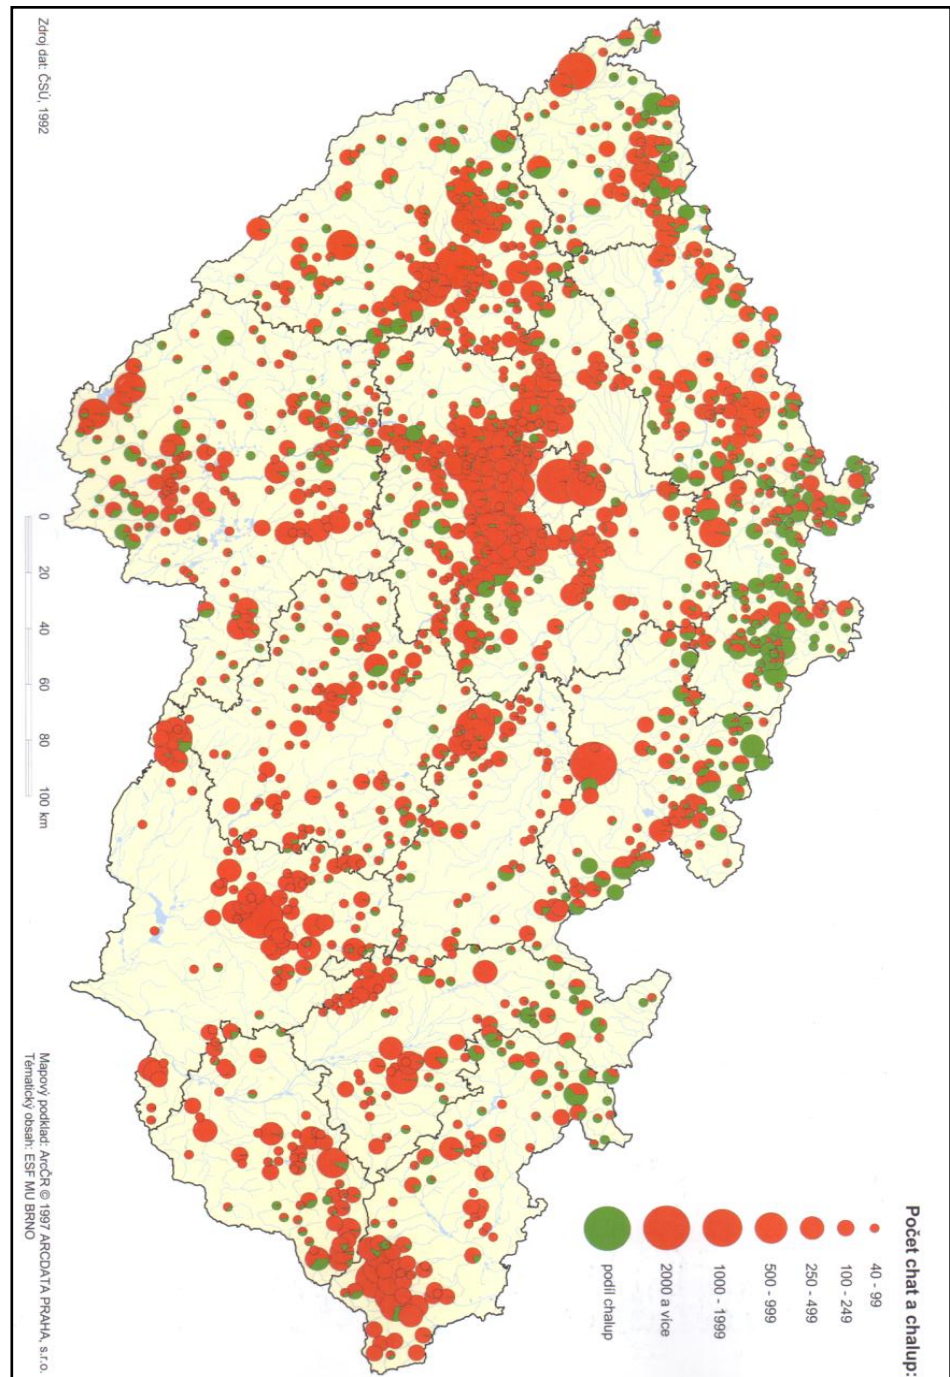 Počet chat a chalup:
40 - 99
100 - 249
250 - 499
500 - 999
1000 - 1999
2000 a více
podíl chalup
0 20 40 60 80 100 km
Zdroj dat: ČSÚ, 1992
Mapový podklad: ArcČR © 1997 ARCDATA PRAHA, s.r.o.
Tématický obsah: ESF MU BRNO